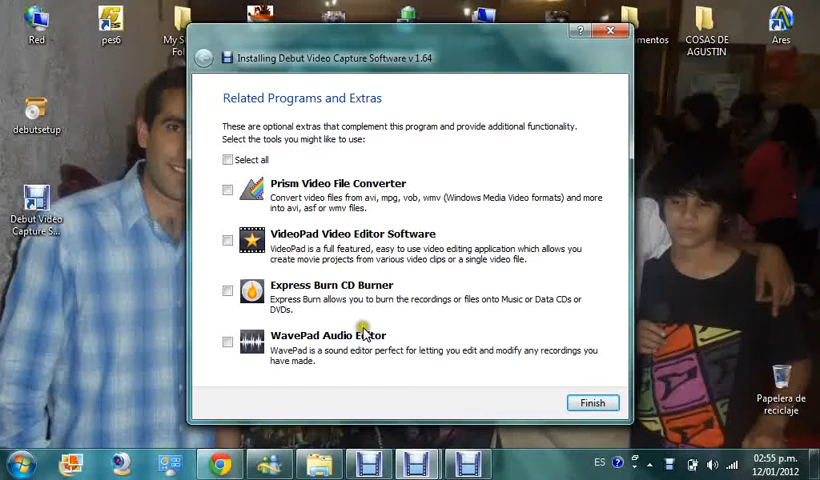 Red
pes6
My S
Fol
umentos
COSAS DE
AGUSTIN
Ares
debutsetup
Debut Video
Capture S...
Installing Debut Video Capture Software v 1.64
Related Programs and Extras
These are optional extras that complement this program and provide additional functionality.
Select the tools you might like to use:
Select all
Prism Video File Converter
Convert video files from avi, mpg, vob, wmv (Windows Media Video formats) and more
into avi, asf or wmv files.
VideoPad Video Editor Software
VideoPad is a full featured, easy to use video editing application which allows you
create movie projects from various video clips or a single video file.
Express Burn CD Burner
Express Burn allows you to burn the recordings or files onto Music or Data CDs or
DVDs.
WavePad Audio Editor
WavePad is a sound editor perfect for letting you edit and modify any recordings you
have made.
Finish
Papelera de
reciclaje
ES
02:55 p.m.
12/01/2012